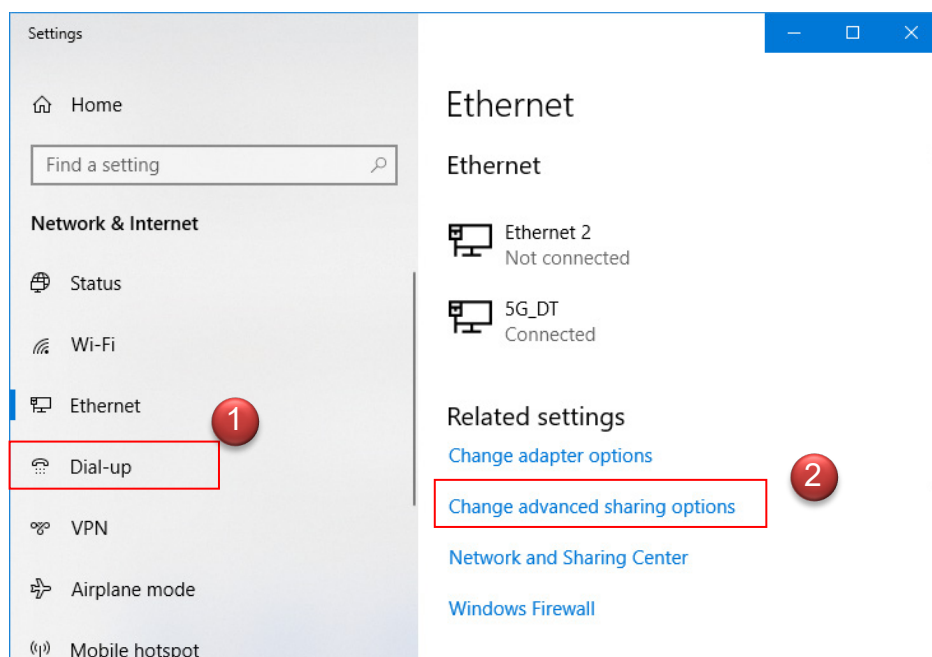 Settings
Home
Find a setting
Network & Internet
Status
Wi-Fi
Ethernet
1
Dial-up
VPN
Airplane mode
Mobile hotspot
Ethernet
Ethernet
Ethernet 2
Not connected
5G_DT
Connected
Related settings
Change adapter options
Change advanced sharing options
2
Network and Sharing Center
Windows Firewall